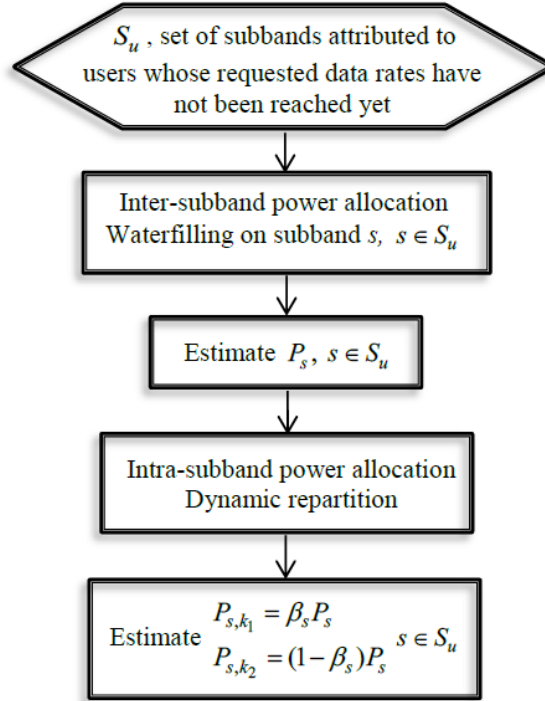 S_u , set of subbands attributed to
users whose requested data rates have
not been reached yet
Inter-subband power allocation
Waterfilling on subband s, s ∈ S_u
Estimate P_s, s ∈ S_u
Intra-subband power allocation
Dynamic repartition
P_{s,k_1} = β_s P_s
Estimate s ∈ S_u
P_{s,k_2} = (1 − β_s)P_s